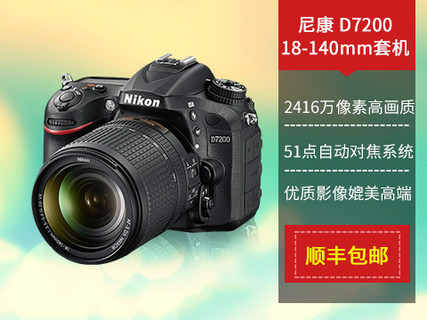 尼康 D7200
18-140mm套机
2416万像素高画质
51点自动对焦系统
优质影像媲美高端
顺丰包邮
Nikon
D7200